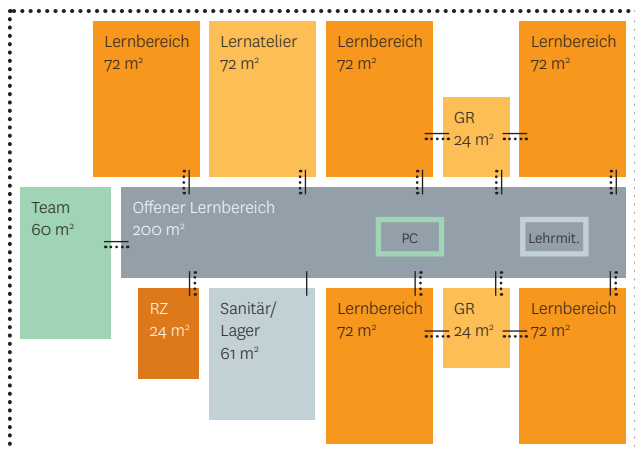 Lernbereich
72 m²
Lernatelier
72 m²
Lernbereich
72 m²
Lernbereich
72 m²
GR
24 m²
Team
60 m²
Offener Lernbereich
200 m²
PC
Lehrmit.
RZ
24 m²
Sanitär/
Lager
61 m²
Lernbereich
72 m²
GR
24 m²
Lernbereich
72 m²